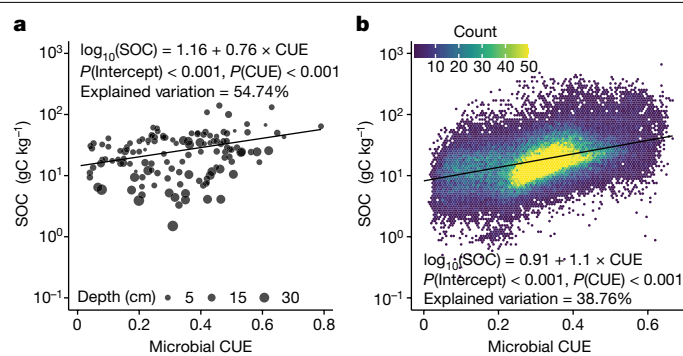 a
log₁₀(SOC) = 1.16 + 0.76 × CUE
P(Intercept) < 0.001, P(CUE) < 0.001
Explained variation = 54.74%
10³
10²
10¹
10⁰
10⁻¹
SOC (gC kg⁻¹)
Depth (cm) 5 15 30
0 0.2 0.4 0.6 0.8
Microbial CUE
b
Count
10 20 30 40 50
10³
10²
10¹
10⁰
10⁻¹
SOC (gC kg⁻¹)
log₁₀(SOC) = 0.91 + 1.1 × CUE
P(Intercept) < 0.001, P(CUE) < 0.001
Explained variation = 38.76%
0 0.2 0.4 0.6
Microbial CUE